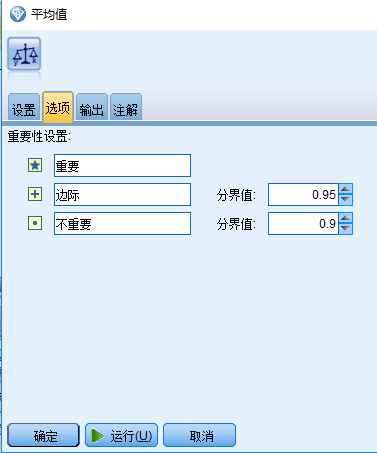 平均值
设置 选项 输出 注解
重要性设置:
重要
边际 分界值: 0.95
不重要 分界值: 0.9
确定 运行(U) 取消